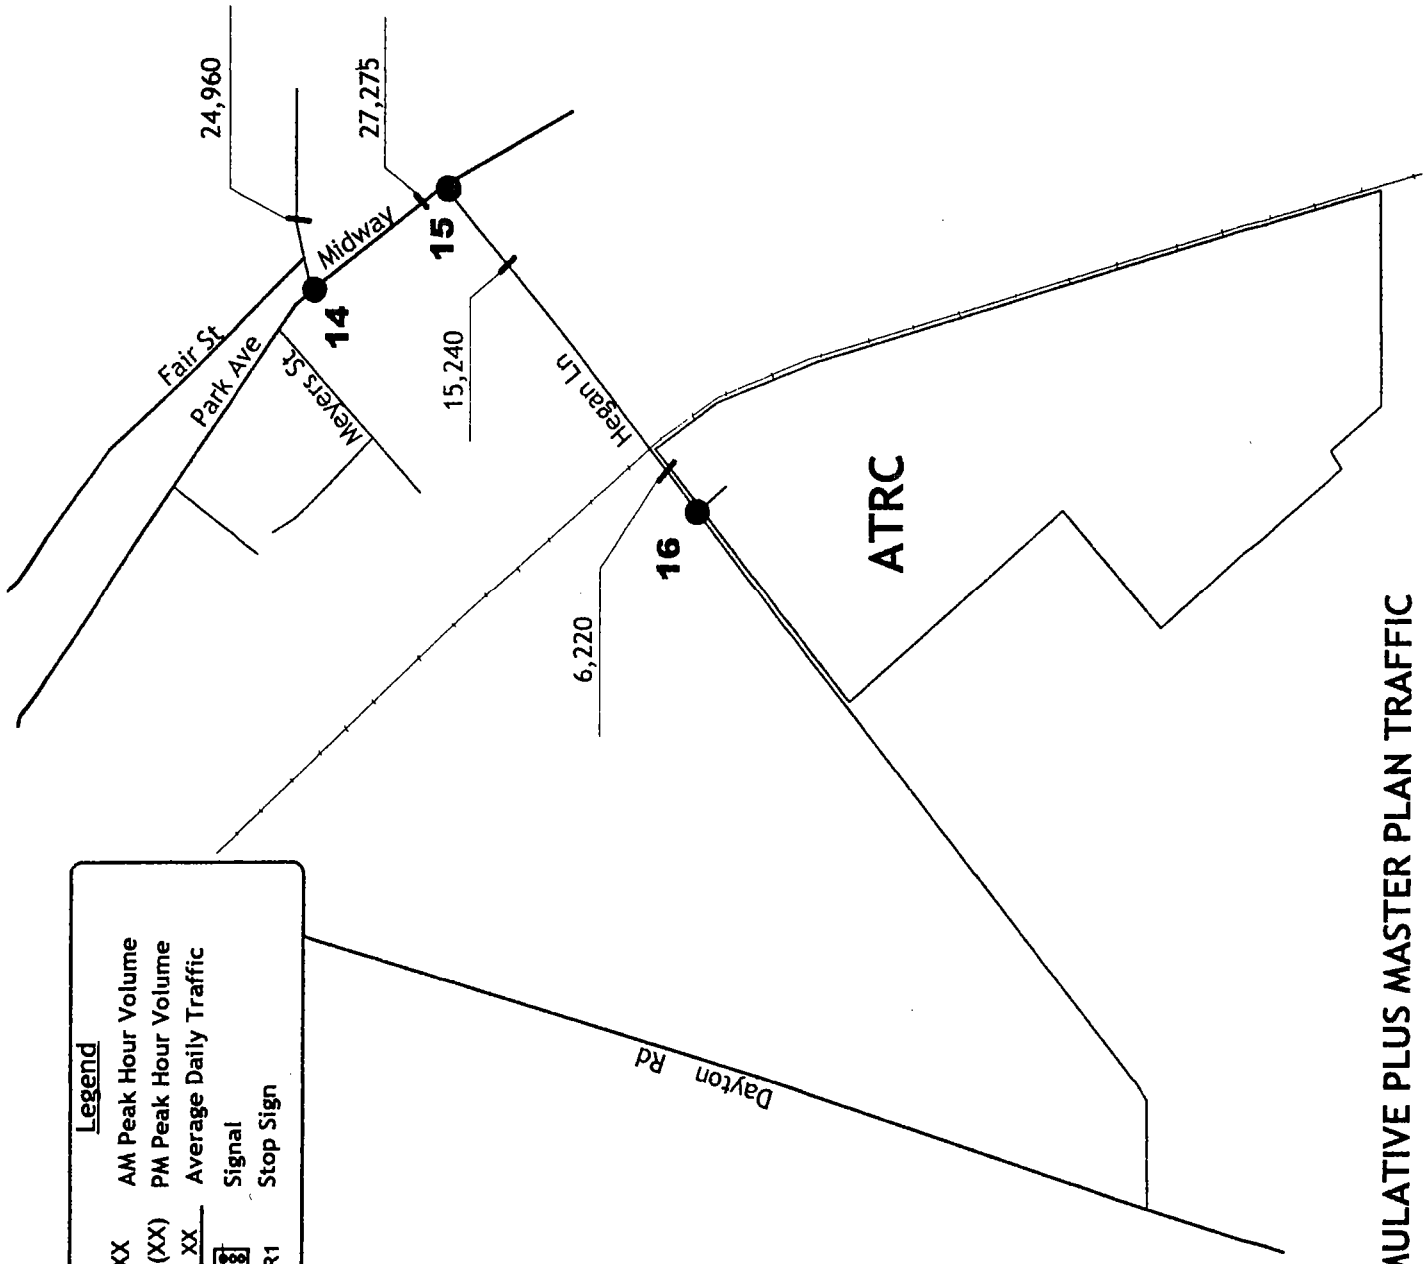 24,960
27,275
Fair St
Park Ave
Midway
14
15
Meyers St
15,240
Hegan Ln
6,220
16
ATRC
Dayton Rd
Legend
XX AM Peak Hour Volume
(XX) PM Peak Hour Volume
XX Average Daily Traffic
Signal
R1 Stop Sign
MULATIVE PLUS MASTER PLAN TRAFFIC